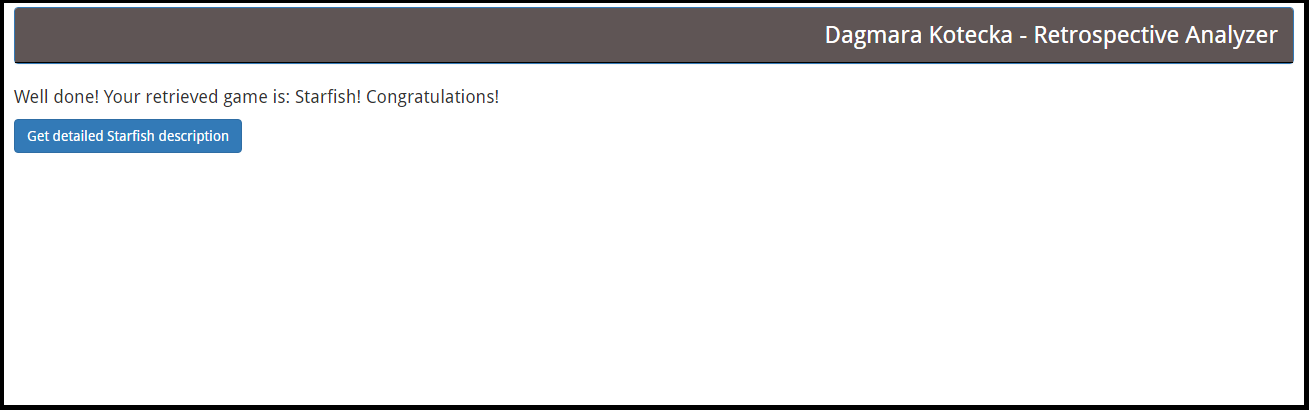 Dagmara Kotecka - Retrospective Analyzer
Well done! Your retrieved game is: Starfish! Congratulations!
Get detailed Starfish description